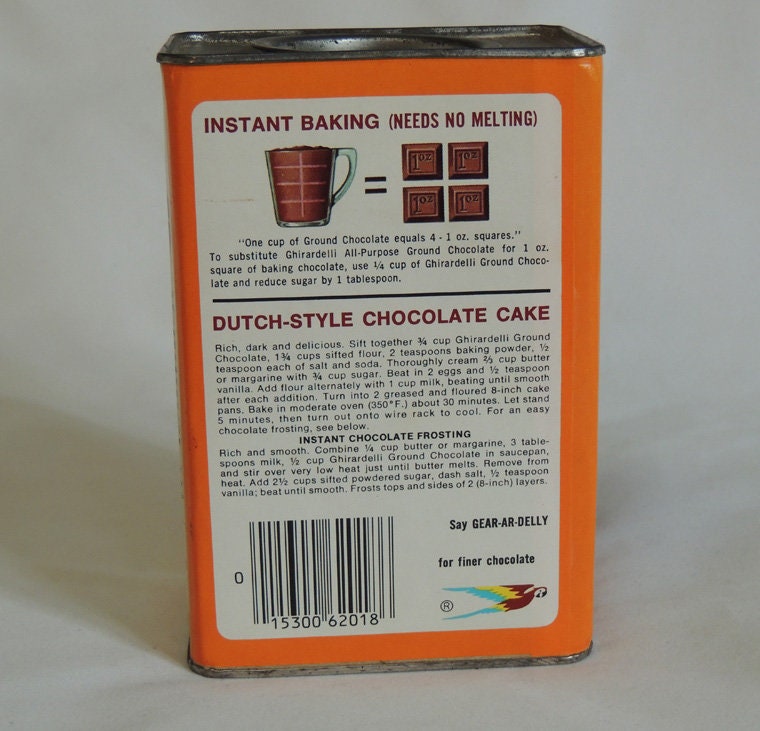 INSTANT BAKING (NEEDS NO MELTING)
1oz 1oz
=
1oz 1oz
"One cup of Ground Chocolate equals 4 - 1 oz. squares."
To substitute Ghirardelli All-Purpose Ground Chocolate for 1 oz.
square of baking chocolate, use ¼ cup of Ghirardelli Ground Choco-
late and reduce sugar by 1 tablespoon.
DUTCH-STYLE CHOCOLATE CAKE
Rich, dark and delicious. Sift together ¾ cup Ghirardelli Ground
Chocolate, 1¾ cups sifted flour, 2 teaspoons baking powder, ½
teaspoon each of salt and soda. Thoroughly cream ⅔ cup butter
or margarine with ¾ cup sugar. Beat in 2 eggs and ½ teaspoon
vanilla. Add flour alternately with 1 cup milk, beating until smooth
after each addition. Turn into 2 greased and floured 8-inch cake
pans. Bake in moderate oven (350°F.) about 30 minutes. Let stand
5 minutes, then turn out onto wire rack to cool. For an easy
chocolate frosting, see below.
INSTANT CHOCOLATE FROSTING
Rich and smooth. Combine ¼ cup butter or margarine, 3 table-
spoons milk, ½ cup Ghirardelli Ground Chocolate in saucepan,
and stir over very low heat just until butter melts. Remove from
heat. Add 2½ cups sifted powdered sugar, dash salt, ½ teaspoon
vanilla; beat until smooth. Frosts tops and sides of 2 (8-inch) layers.
Say GEAR-AR-DELLY
for finer chocolate
®
0 15300 62018